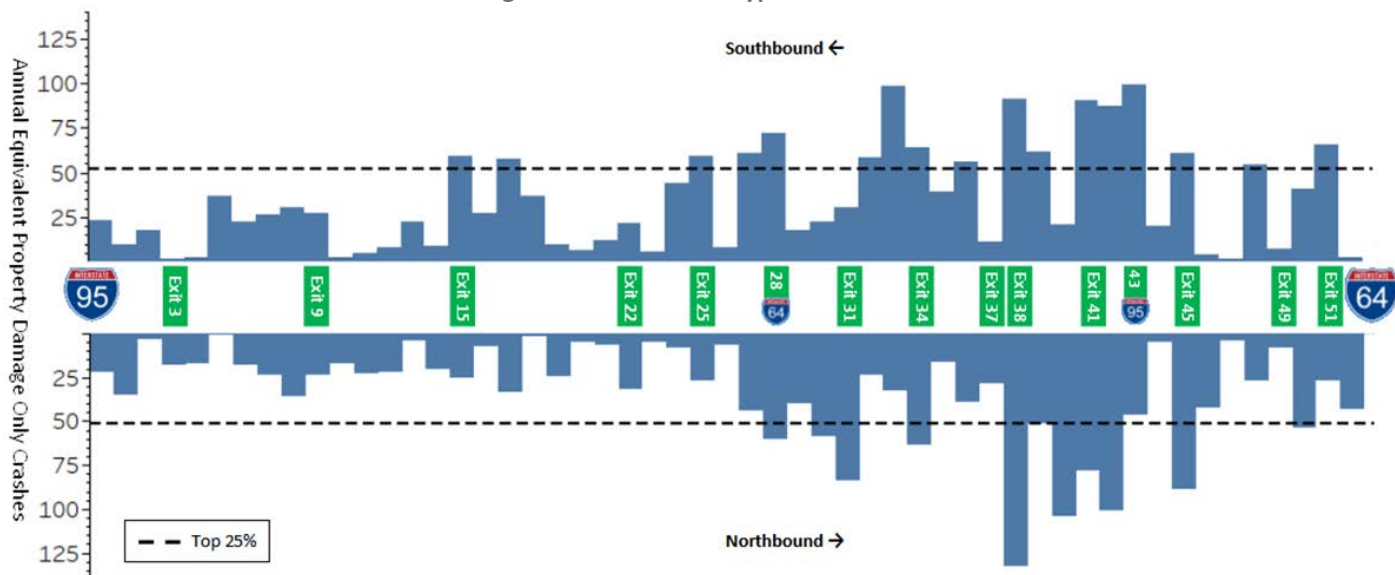 125
100
75
50
25
Annual Equivalent Property Damage Only Crashes
Southbound ←
INTERSTATE
95
Exit 3
Exit 9
Exit 15
Exit 22
Exit 25
28
64
Exit 31
Exit 34
Exit 37
Exit 38
Exit 41
43
95
Exit 45
Exit 49
Exit 51
INTERSTATE
64
25
50
75
100
125
Top 25%
Northbound →